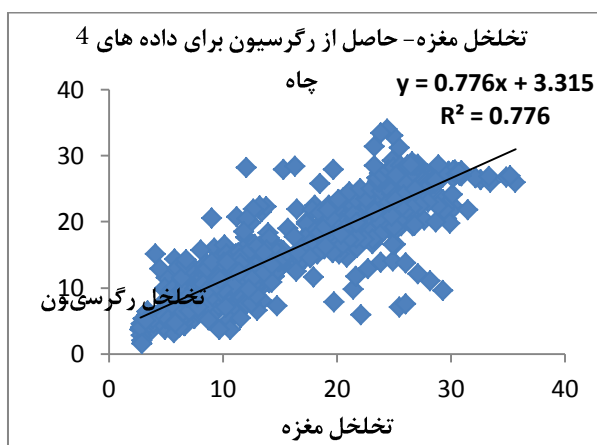 تخلخل مغزه- حاصل از رگرسیون برای داده های 4
چاه
y = 0.776x + 3.315
R² = 0.776
40
30
20
10
0
تخلخل رگرسیون
0 10 20 30 40
تخلخل مغزه